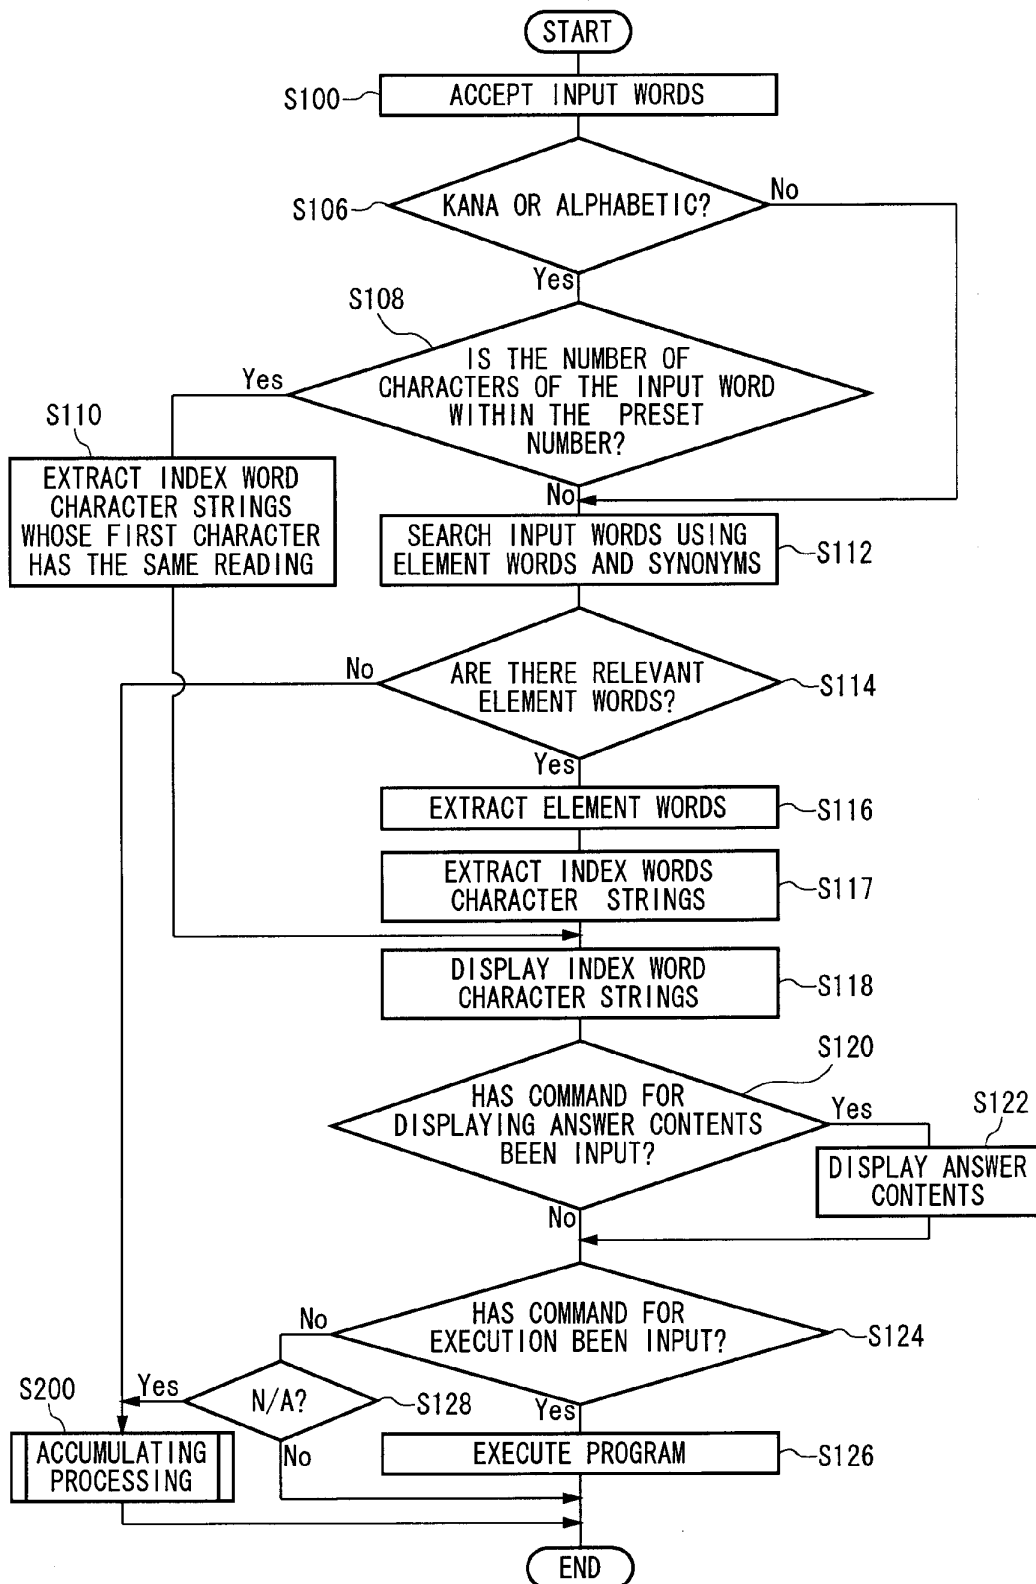 START
S100
ACCEPT INPUT WORDS
S106
KANA OR ALPHABETIC?
No
Yes
S108
IS THE NUMBER OF
CHARACTERS OF THE INPUT WORD
WITHIN THE PRESET
NUMBER?
Yes
No
S110
EXTRACT INDEX WORD
CHARACTER STRINGS
WHOSE FIRST CHARACTER
HAS THE SAME READING
SEARCH INPUT WORDS USING
ELEMENT WORDS AND SYNONYMS
S112
No
ARE THERE RELEVANT
ELEMENT WORDS?
S114
Yes
EXTRACT ELEMENT WORDS
S116
EXTRACT INDEX WORDS
CHARACTER STRINGS
S117
DISPLAY INDEX WORD
CHARACTER STRINGS
S118
S120
HAS COMMAND FOR
DISPLAYING ANSWER CONTENTS
BEEN INPUT?
Yes
No
S122
DISPLAY ANSWER
CONTENTS
No
HAS COMMAND FOR
EXECUTION BEEN INPUT?
S124
Yes
S200
Yes
N/A?
S128
No
ACCUMULATING
PROCESSING
EXECUTE PROGRAM
S126
END